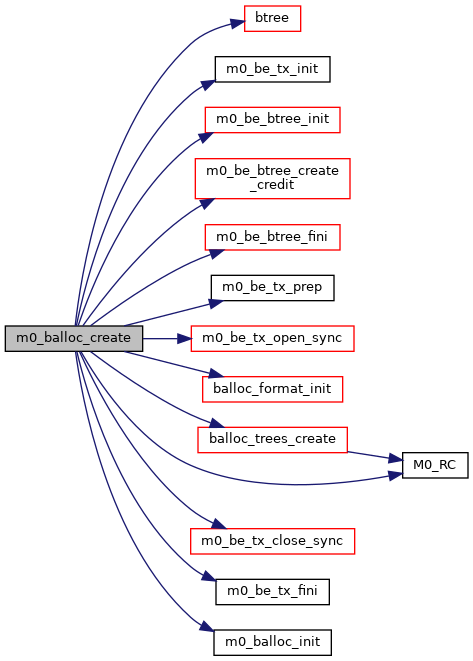 btree
m0_be_tx_init
m0_be_btree_init
m0_be_btree_create
_credit
m0_be_btree_fini
m0_be_tx_prep
m0_balloc_create
m0_be_tx_open_sync
balloc_format_init
balloc_trees_create
M0_RC
m0_be_tx_close_sync
m0_be_tx_fini
m0_balloc_init